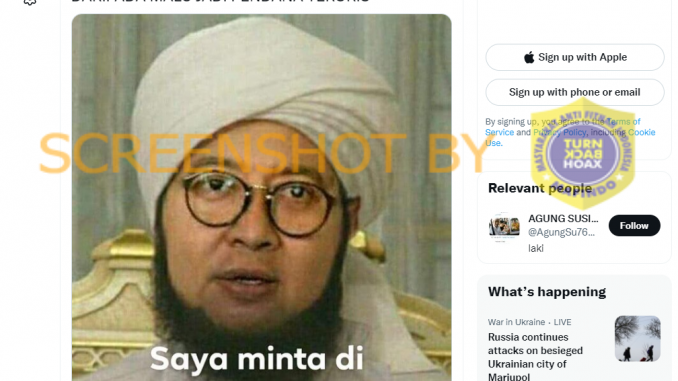 Saya minta di
SCREENSHOT BY
MASYARAKAT ANTI FITNAH INDONESIA
TURN
BACK
HOAX
MAFINDO
Sign up with Apple
Sign up with phone or email
By signing up, you agree to the Terms of
Service and Privacy Policy, including Cookie
Use.
Relevant people
AGUNG SUSI...
@AgungSu76...
laki
Follow
What's happening
War in Ukraine · LIVE
Russia continues
attacks on besieged
Ukrainian city of
Mariupol